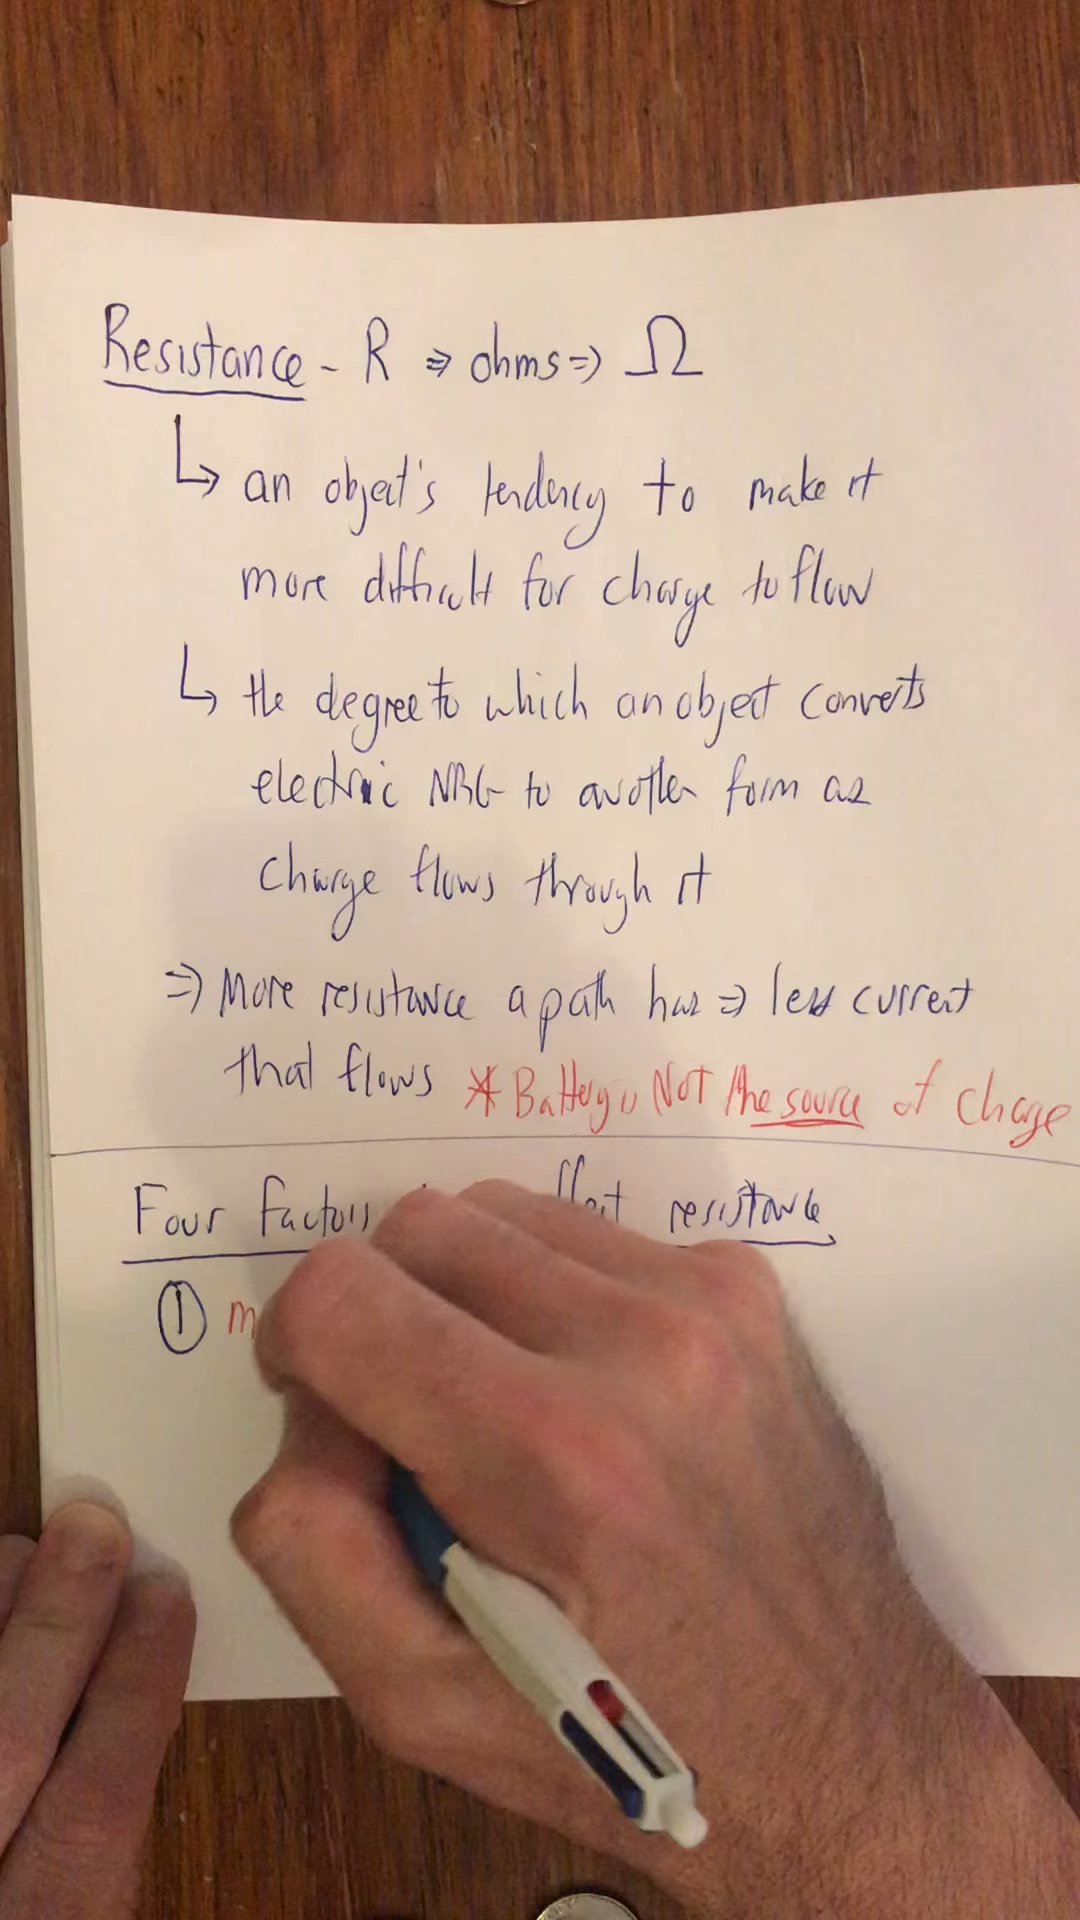 Resistance - R ⇒ ohms ⇒ Ω
↳ an object's tendency to make it
more difficult for charge to flow
↳ the degree to which an object converts
electric NRG to another form as
charge flows through it
⇒ More resistance a path has ⇒ less current
that flows * Battery is NOT the source of charge
Four factors resistance
① m